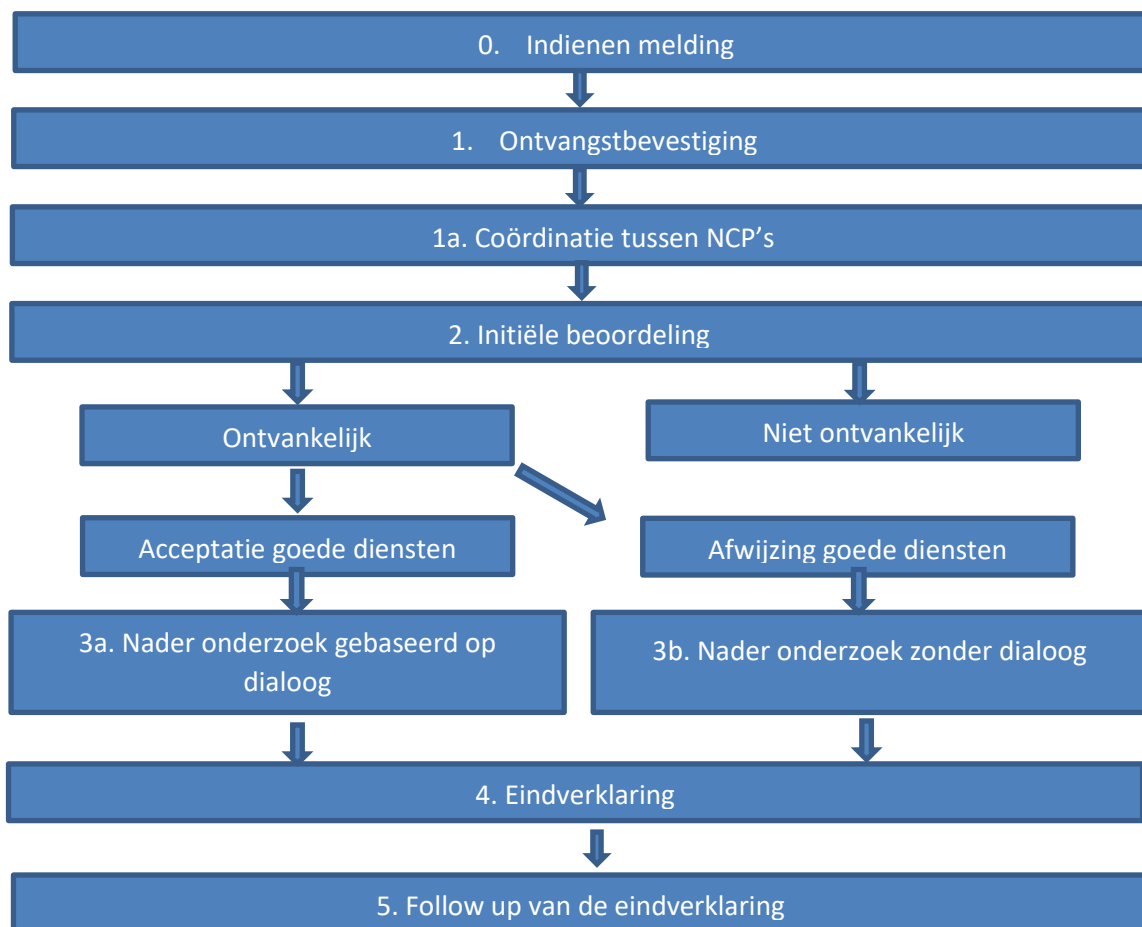 0. Indienen melding
1. Ontvangstbevestiging
1a. Coördinatie tussen NCP’s
2. Initiële beoordeling
Ontvankelijk
Niet ontvankelijk
Acceptatie goede diensten
Afwijzing goede diensten
3a. Nader onderzoek gebaseerd op
dialoog
3b. Nader onderzoek zonder dialoog
4. Eindverklaring
5. Follow up van de eindverklaring